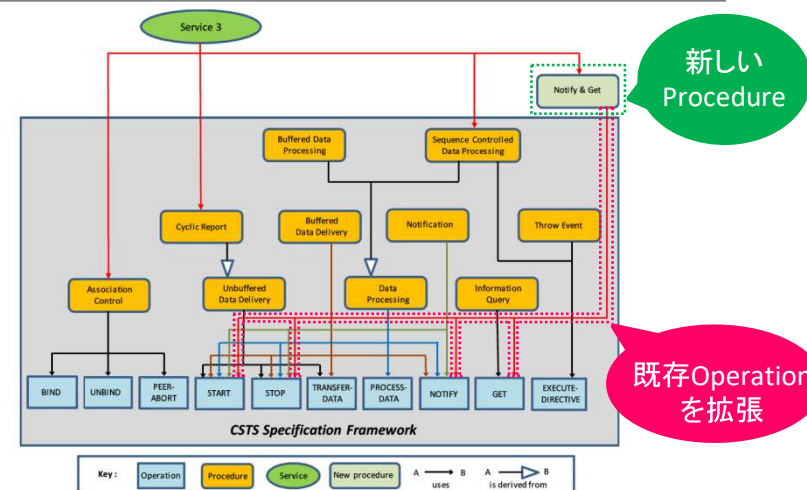 Service 3
新しい
Procedure
Notify & Get
Buffered Data
Processing
Sequence Controlled
Data Processing
Cyclic Report
Buffered
Data Delivery
Notification
Throw Event
Association
Control
Unbuffered
Data Delivery
Data
Processing
Information
Query
既存Operation
を拡張
BIND
UNBIND
PEER-
ABORT
START
STOP
TRANSFER-
DATA
PROCESS-
DATA
NOTIFY
GET
EXECUTE-
DIRECTIVE
CSTS Specification Framework
Key :
Operation
Procedure
Service
New procedure
A
B
uses
A
B
is derived from